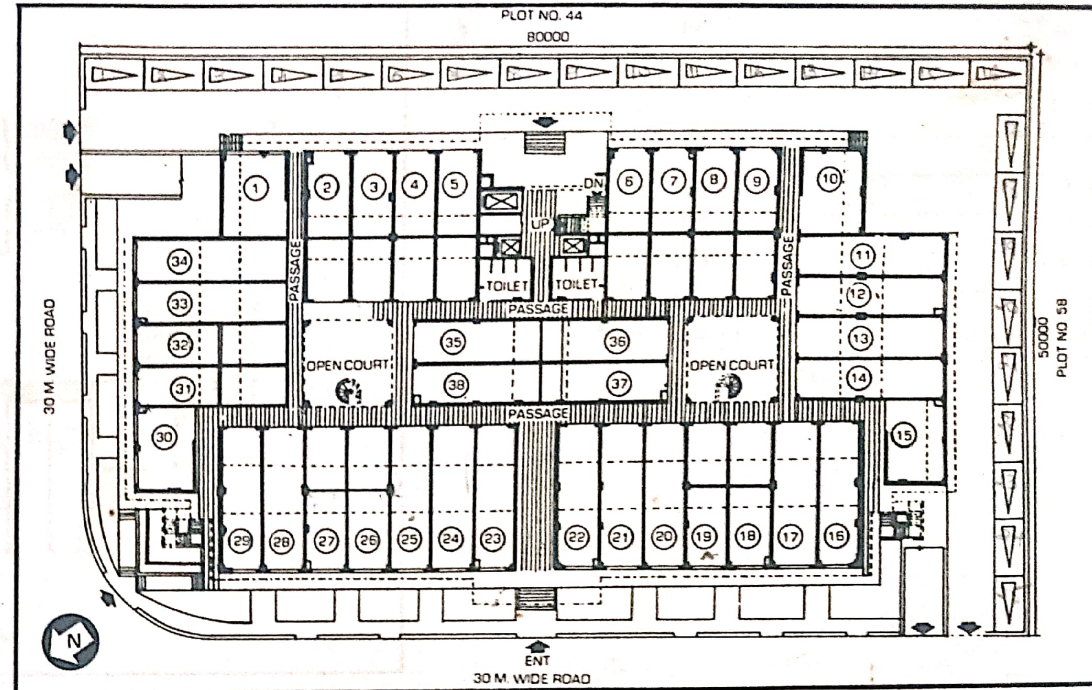 PLOT NO. 44
80000
1
2
3
4
5
6
7
8
9
10
DN
UP
34
33
32
31
30
PASSAGE
TOILET
TOILET
PASSAGE
PASSAGE
11
12
13
14
15
35
36
38
37
OPEN COURT
OPEN COURT
PASSAGE
29
28
27
26
25
24
23
22
21
20
19
18
17
16
30 M. WIDE ROAD
50000
PLOT NO 58
N
ENT
30 M. WIDE ROAD